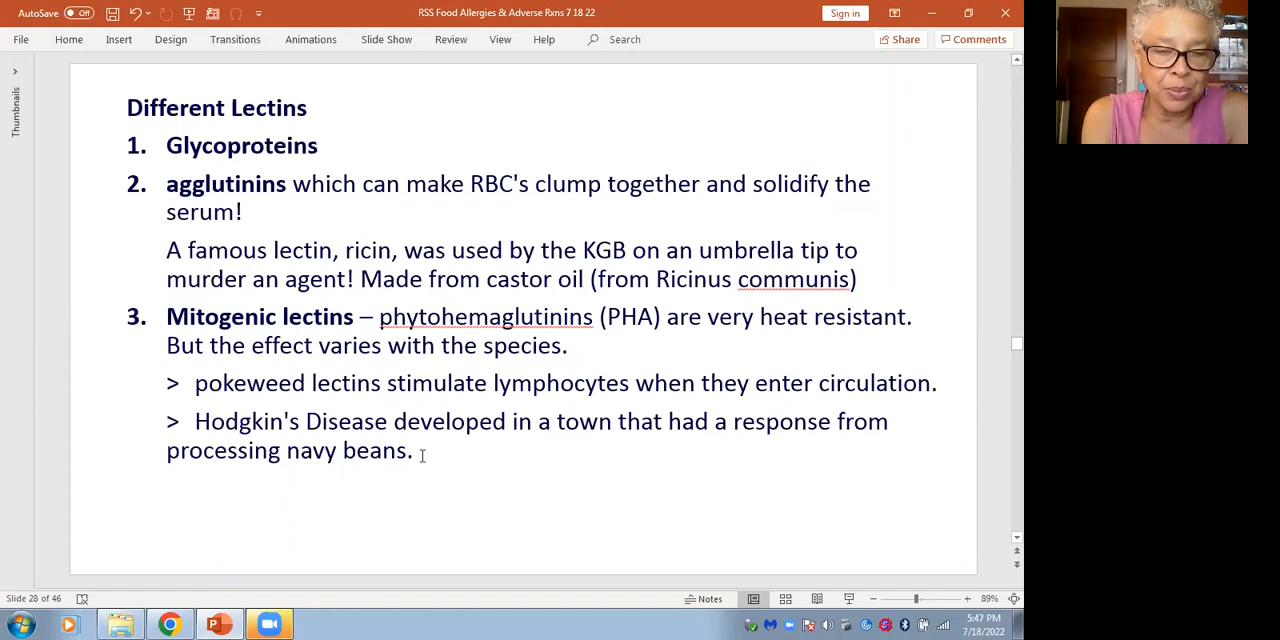 AutoSave Off
RSS Food Allergies & Adverse Rxns 7 18 22
Sign in
File Home Insert Design Transitions Animations Slide Show Review View Help Search Share Comments
Thumbnails
Different Lectins
1. Glycoproteins
2. agglutinins which can make RBC's clump together and solidify the
serum!
A famous lectin, ricin, was used by the KGB on an umbrella tip to
murder an agent! Made from castor oil (from Ricinus communis)
3. Mitogenic lectins – phytohemaglutinins (PHA) are very heat resistant.
But the effect varies with the species.
> pokeweed lectins stimulate lymphocytes when they enter circulation.
> Hodgkin's Disease developed in a town that had a response from
processing navy beans.
Slide 28 of 46
Notes
89%
5:47 PM
7/18/2022